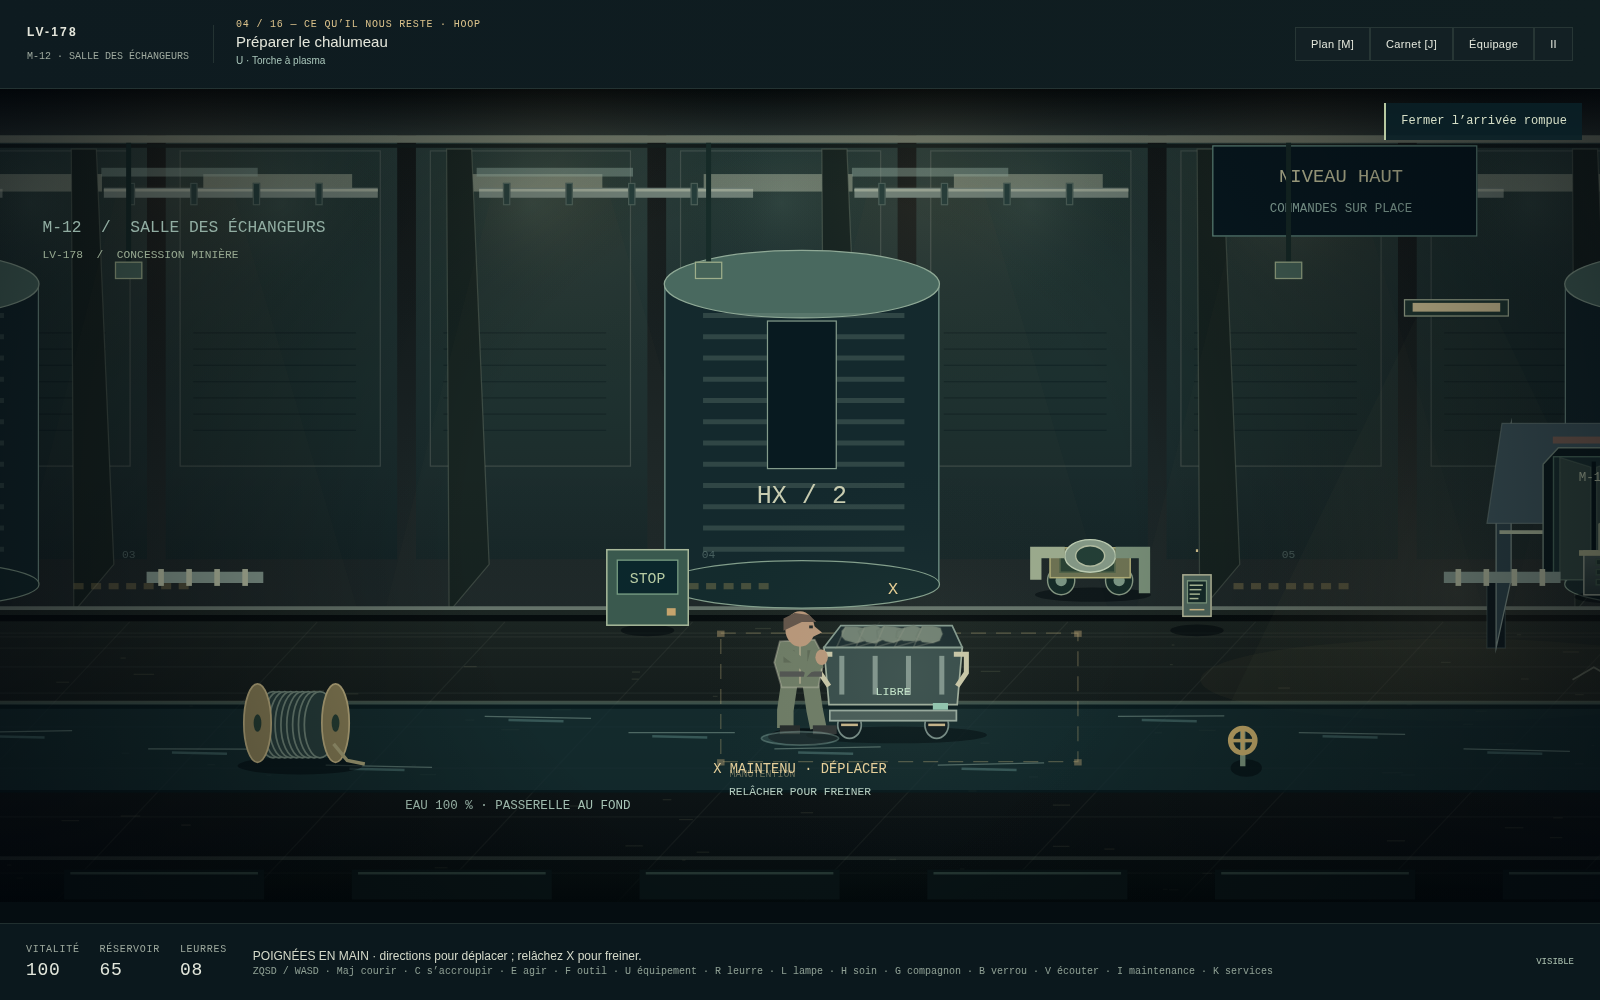 LV-178
M-12 · SALLE DES ÉCHANGEURS
04 / 16 — CE QU’IL NOUS RESTE · HOOP
Préparer le chalumeau
U · Torche à plasma
Plan [M]
Carnet [J]
Équipage
II
Fermer l’arrivée rompue
NIVEAU HAUT
COMMANDES SUR PLACE
M-12 / SALLE DES ÉCHANGEURS
LV-178 / CONCESSION MINIÈRE
HX / 2
03
04
05
STOP
X
LIBRE
X MAINTENU · DÉPLACER
MANUTENTION
RELÂCHER POUR FREINER
EAU 100 % · PASSERELLE AU FOND
VITALITÉ
100
RÉSERVOIR
65
LEURRES
08
POIGNÉES EN MAIN · directions pour déplacer ; relâchez X pour freiner.
ZQSD / WASD · Maj courir · C s’accroupir · E agir · F outil · U équipement · R leurre · L lampe · H soin · G compagnon · B verrou · V écouter · I maintenance · K services
VISIBLE